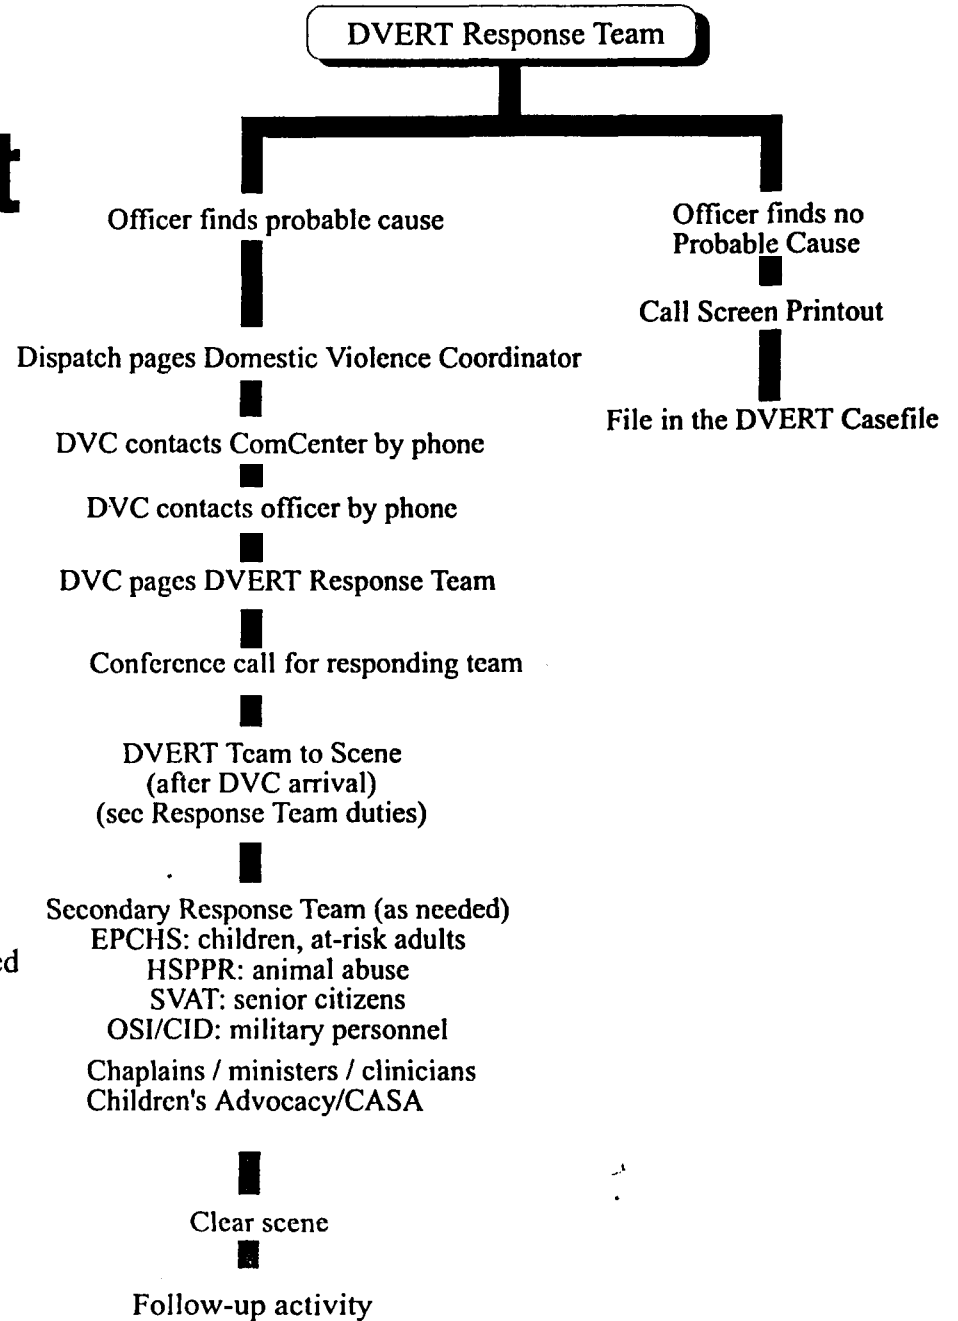 DVERT Response Team
t
Officer finds probable cause
Officer finds no
Probable Cause
Call Screen Printout
File in the DVERT Casefile
Dispatch pages Domestic Violence Coordinator
DVC contacts ComCenter by phone
DVC contacts officer by phone
DVC pages DVERT Response Team
Conference call for responding team
DVERT Team to Scene
(after DVC arrival)
(see Response Team duties)
Secondary Response Team (as needed)
EPCHS: children, at-risk adults
ed
HSPPR: animal abuse
SVAT: senior citizens
OSI/CID: military personnel
Chaplains / ministers / clinicians
Children's Advocacy/CASA
Clear scene
Follow-up activity